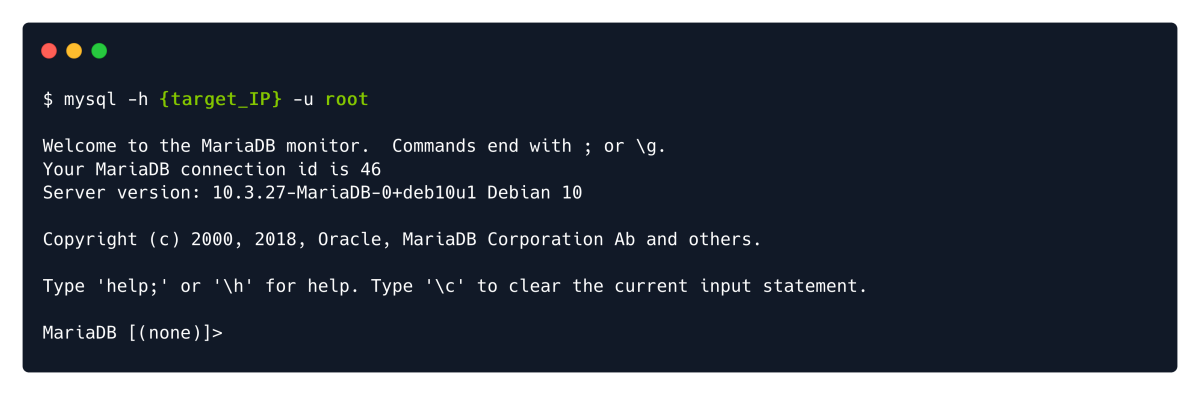 $ mysql -h {target_IP} -u root
Welcome to the MariaDB monitor.  Commands end with ; or \g.
Your MariaDB connection id is 46
Server version: 10.3.27-MariaDB-0+deb10u1 Debian 10
Copyright (c) 2000, 2018, Oracle, MariaDB Corporation Ab and others.
Type 'help;' or '\h' for help. Type '\c' to clear the current input statement.
MariaDB [(none)]>